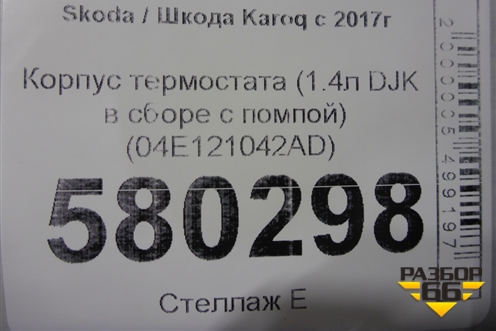 Skoda / Шкода Karoq с 2017г
Корпус термостата (1.4л DJK
в сборе с помпой)
(04E121042AD)
580298
Стеллаж Е
2000005499197
РАЗБОР
66